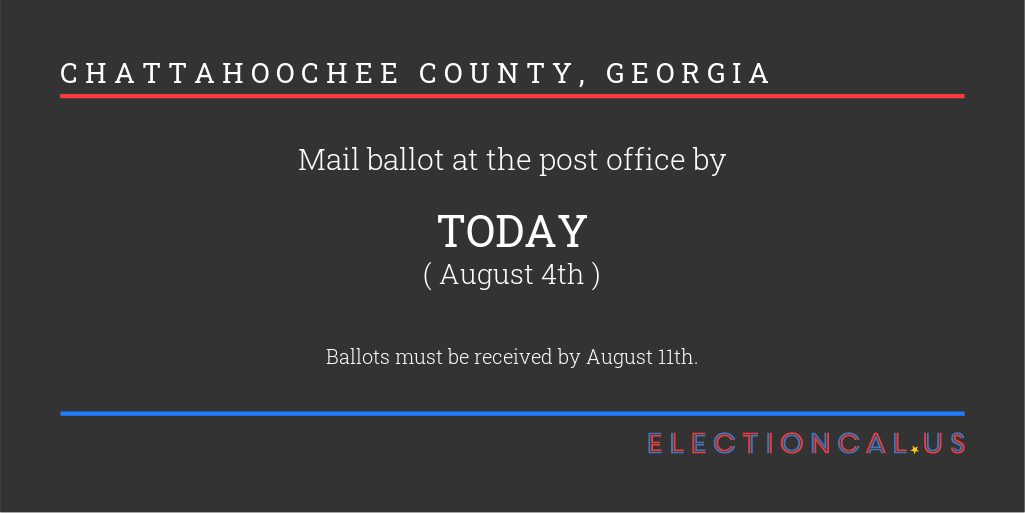 CHATTAHOOCHEE COUNTY, GEORGIA
Mail ballot at the post office by
TODAY
( August 4th )
Ballots must be received by August 11th.
ELECTIONCAL.US